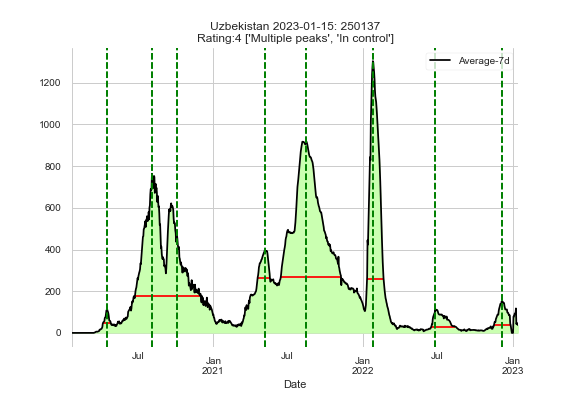 Uzbekistan 2023-01-15: 250137
Rating:4 ['Multiple peaks', 'In control']
Average-7d
1200
1000
800
600
400
200
0
Jul
Jan
2021
Jul
Jan
2022
Jul
Jan
2023
Date